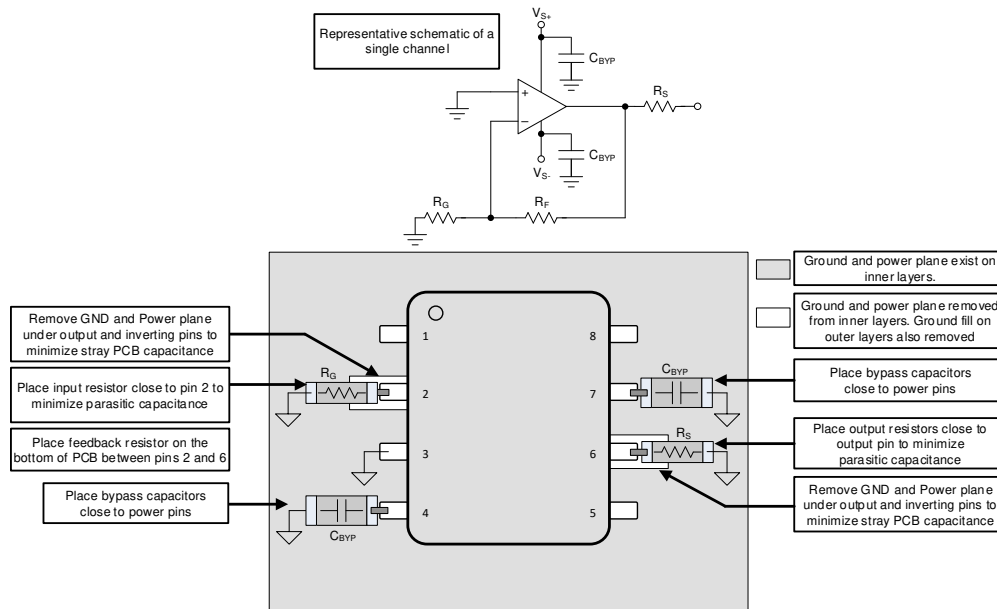 Representative schematic of a
single channel
VS+
CBYP
RS
+
−
CBYP
VS-
RG
RF
Ground and power plane exist on
inner layers.
Ground and power plane removed
from inner layers. Ground fill on
outer layers also removed
Remove GND and Power plane
under output and inverting pins to
minimize stray PCB capacitance
Place input resistor close to pin 2 to
minimize parasitic capacitance
Place feedback resistor on the
bottom of PCB between pins 2 and 6
Place bypass capacitors
close to power pins
1
8
RG
2
7
CBYP
3
6
RS
4
5
CBYP
Place bypass capacitors
close to power pins
Place output resistors close to
output pin to minimize
parasitic capacitance
Remove GND and Power plane
under output and inverting pins to
minimize stray PCB capacitance